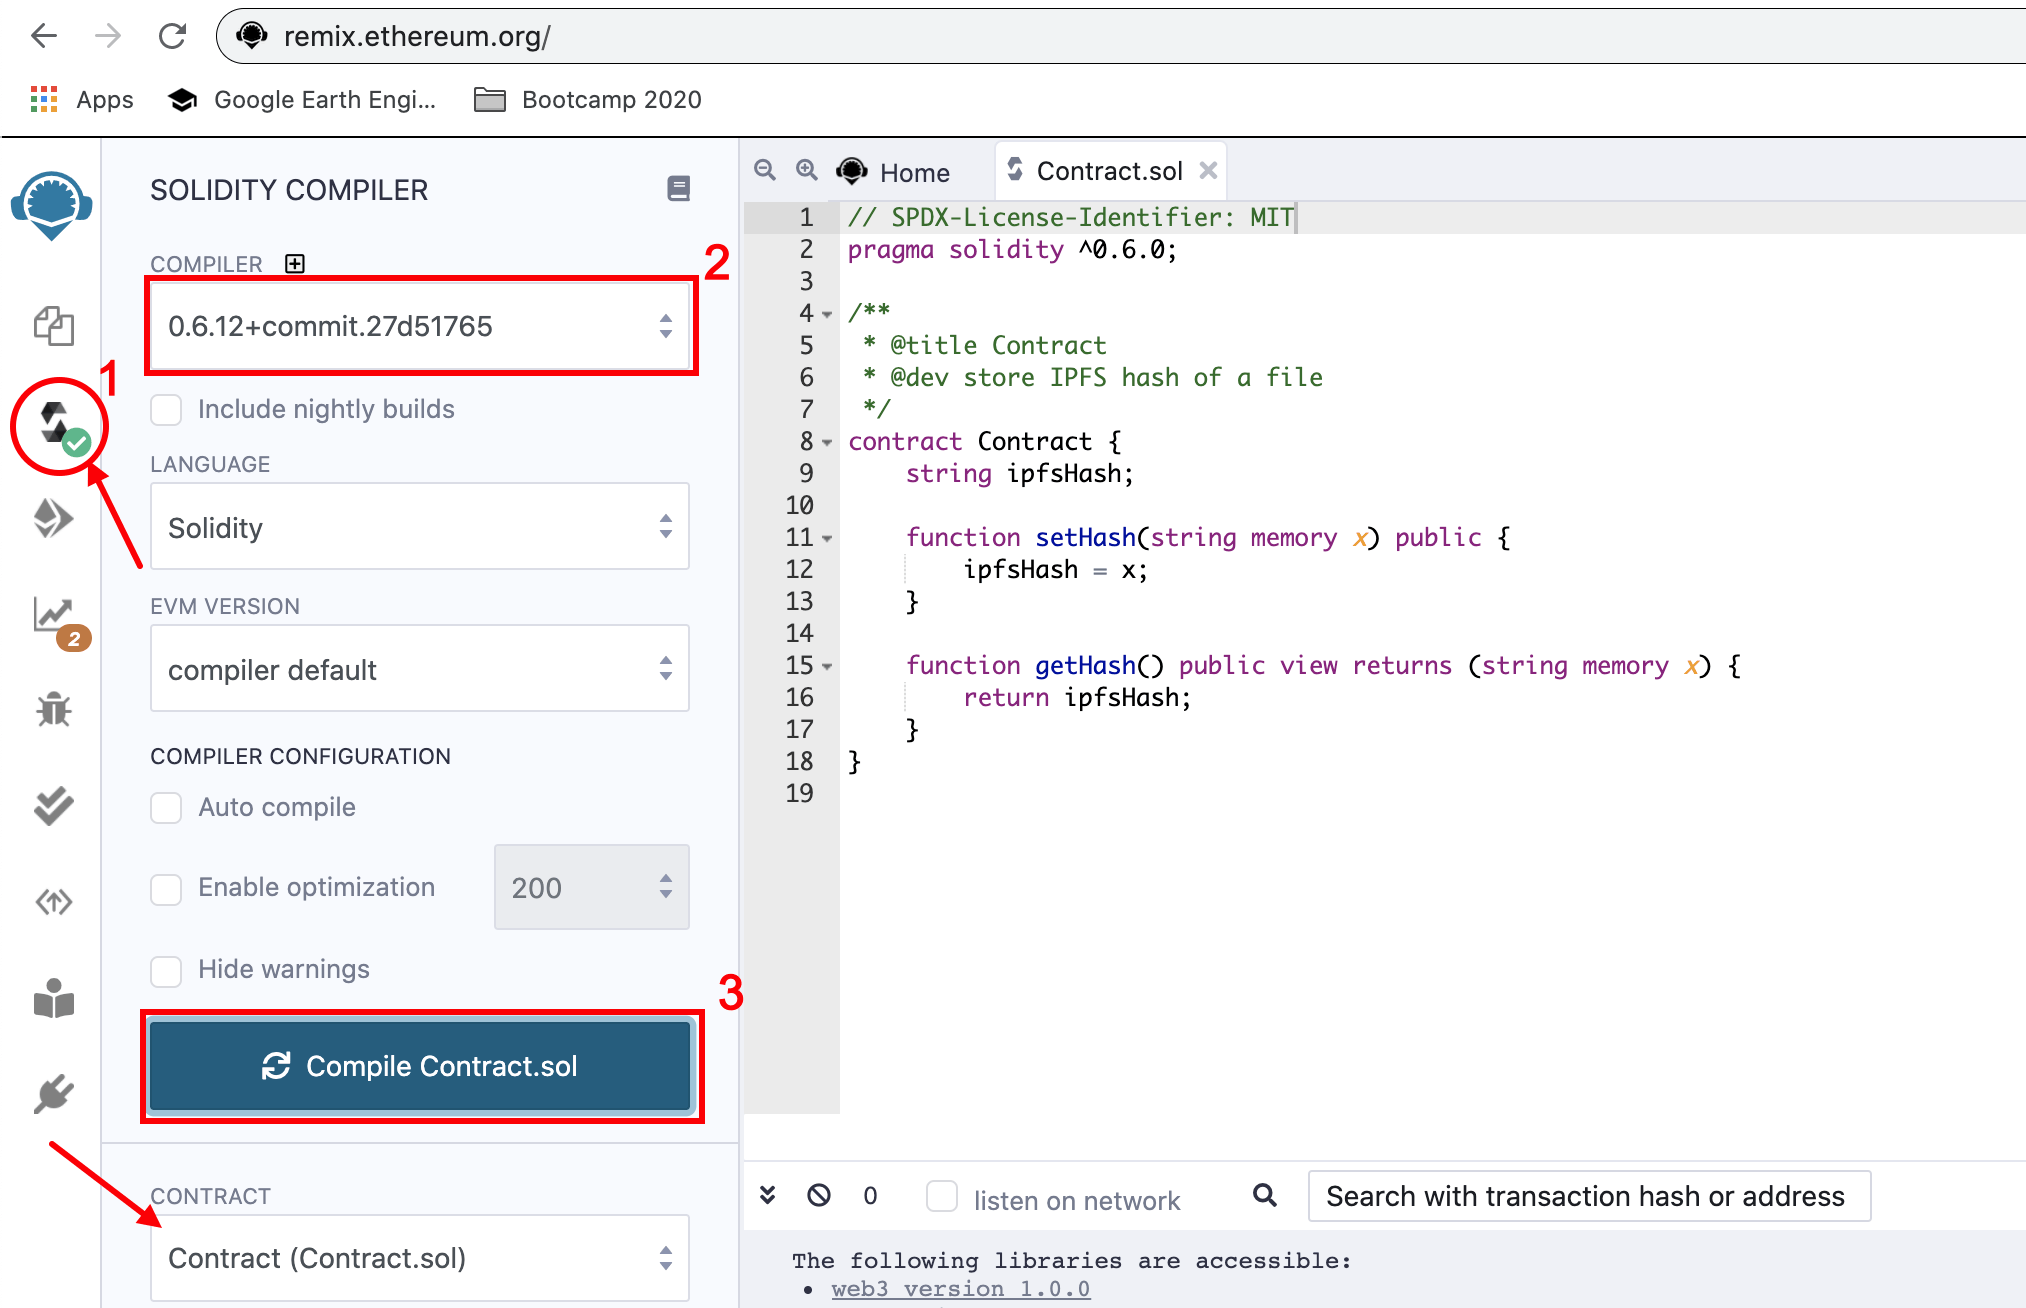 remix.ethereum.org/
Apps
Google Earth Engi...
Bootcamp 2020
SOLIDITY COMPILER
COMPILER
2
0.6.12+commit.27d51765
1
Include nightly builds
LANGUAGE
Solidity
EVM VERSION
compiler default
2
COMPILER CONFIGURATION
Auto compile
Enable optimization
200
Hide warnings
3
Compile Contract.sol
CONTRACT
Contract (Contract.sol)
Home
Contract.sol
1 // SPDX-License-Identifier: MIT
2 pragma solidity ^0.6.0;
3
4 /**
5  * @title Contract
6  * @dev store IPFS hash of a file
7  */
8 contract Contract {
9     string ipfsHash;
10
11     function setHash(string memory x) public {
12         ipfsHash = x;
13     }
14
15     function getHash() public view returns (string memory x) {
16         return ipfsHash;
17     }
18 }
19
0
listen on network
Search with transaction hash or address
The following libraries are accessible:
• web3 version 1.0.0